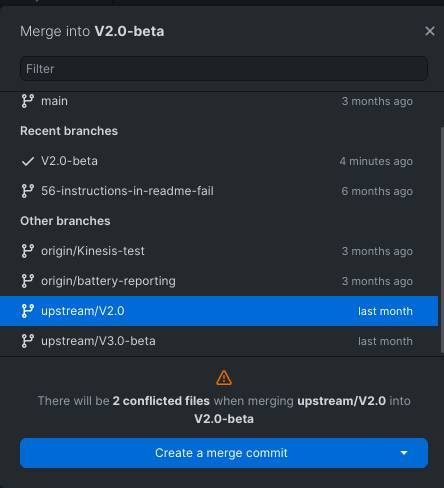 Merge into V2.0-beta
Filter
main 3 months ago
Recent branches
V2.0-beta 4 minutes ago
56-instructions-in-readme-fail 6 months ago
Other branches
origin/Kinesis-test 3 months ago
origin/battery-reporting 3 months ago
upstream/V2.0 last month
upstream/V3.0-beta last month
There will be 2 conflicted files when merging upstream/V2.0 into
V2.0-beta
Create a merge commit